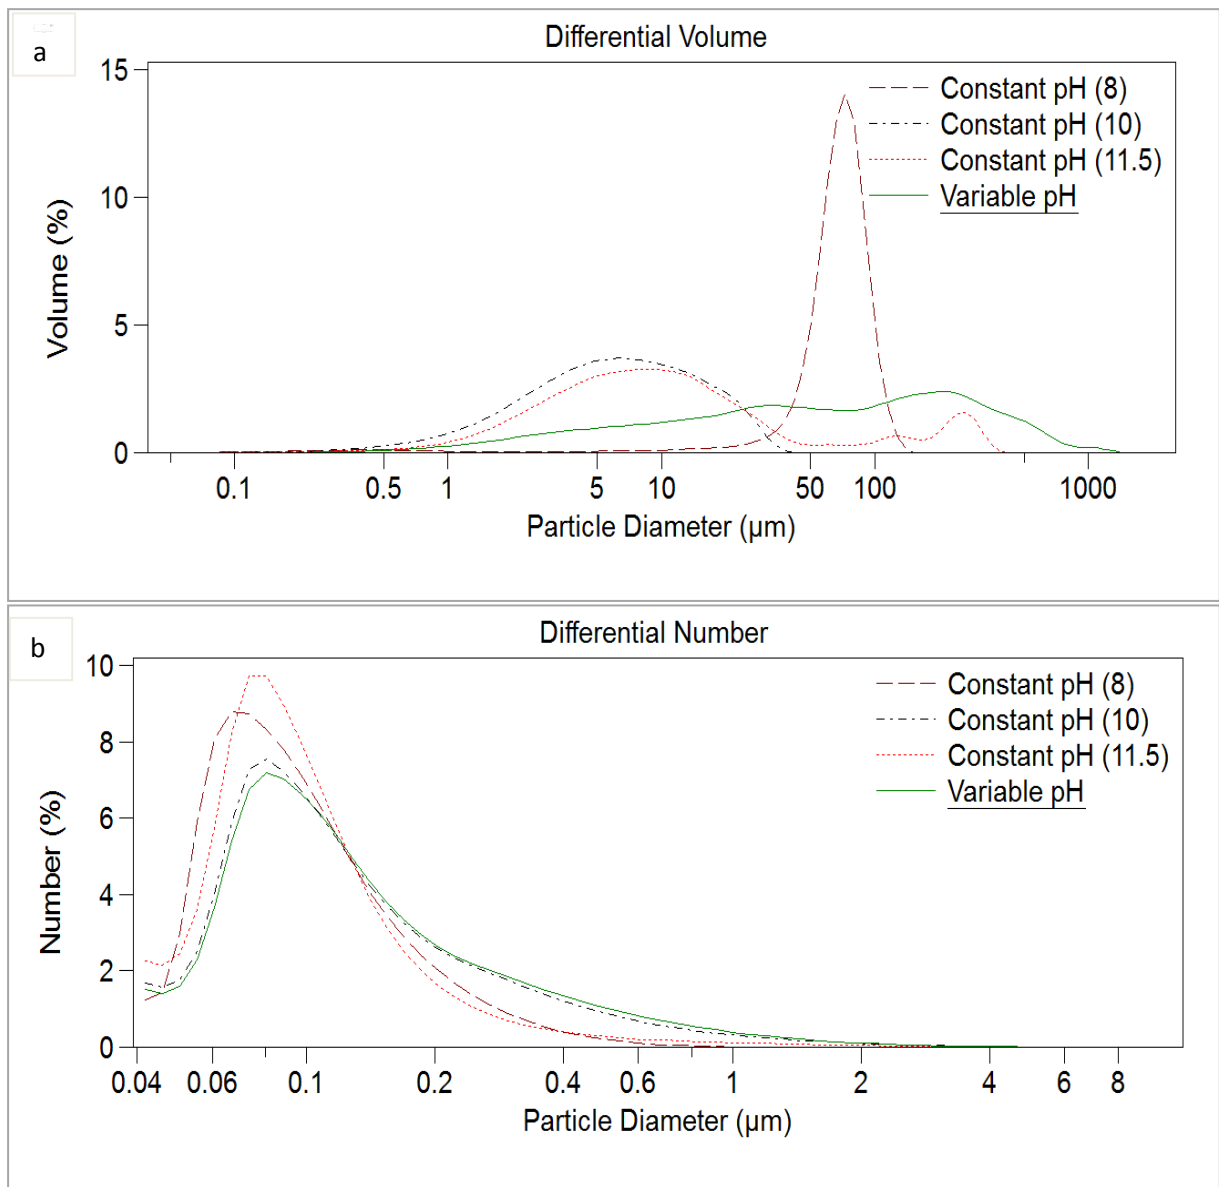 a
Differential Volume
15
10
5
0
Volume (%)
Constant pH (8)
Constant pH (10)
Constant pH (11.5)
Variable pH
0.1 0.5 1 5 10 50 100 1000
Particle Diameter (µm)
b
Differential Number
10
8
6
4
2
0
Number (%)
Constant pH (8)
Constant pH (10)
Constant pH (11.5)
Variable pH
0.04 0.06 0.1 0.2 0.4 0.6 1 2 4 6 8
Particle Diameter (µm)